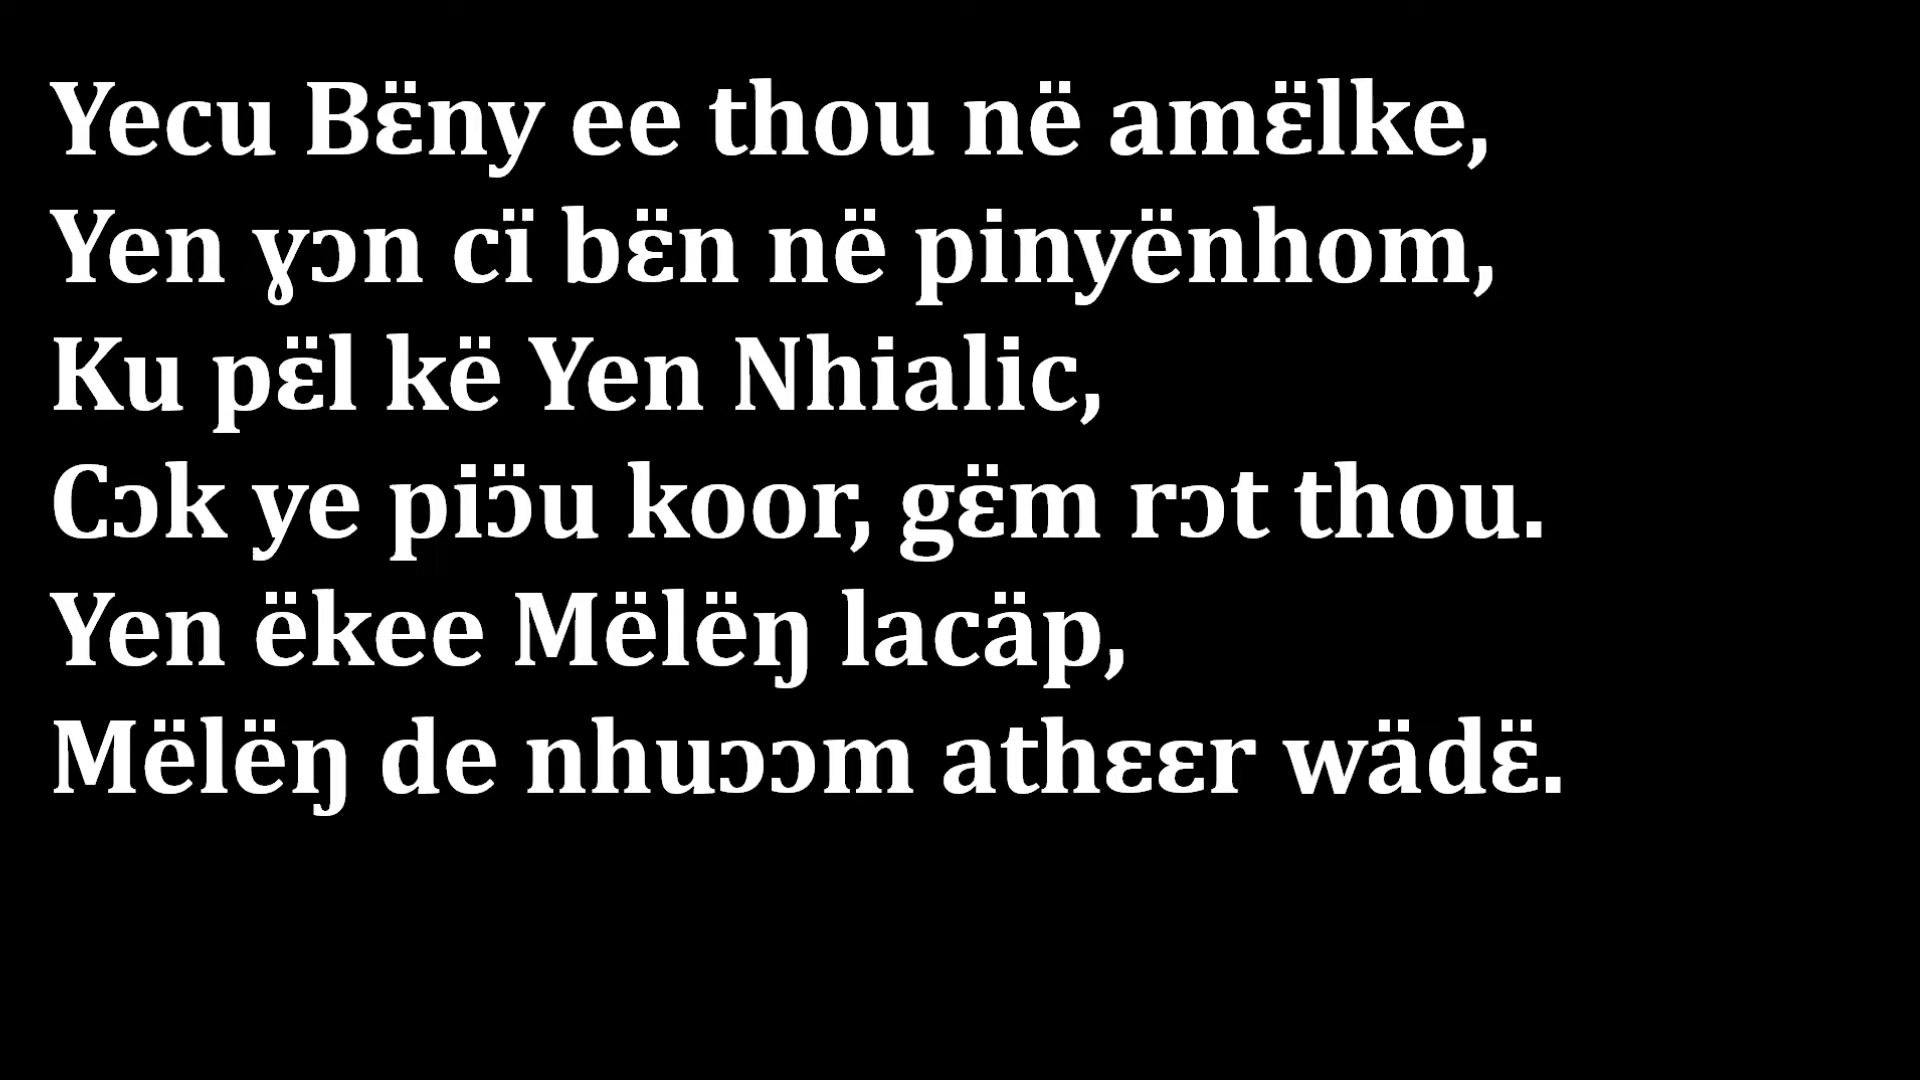 Yecu Bɛ̈ny ee thou në amɛ̈lke,
Yen ɣɔn cï bɛ̈n në pinyënhom,
Ku pɛ̈l kë Yen Nhialic,
Cɔk ye piɔ̈u koor, gɛ̈m rɔt thou.
Yen ëkee Mëlëŋ lacäp,
Mëlëŋ de nhuɔɔm athɛɛr wädɛ̈.